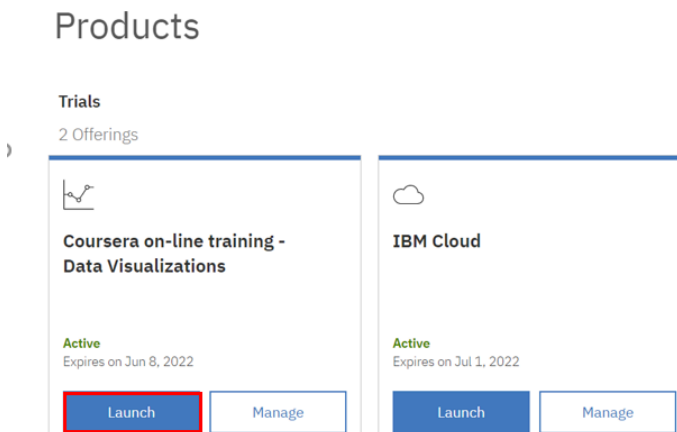 Products
Trials
2 Offerings
Coursera on-line training -
Data Visualizations
Active
Expires on Jun 8, 2022
Launch
Manage
IBM Cloud
Active
Expires on Jul 1, 2022
Launch
Manage